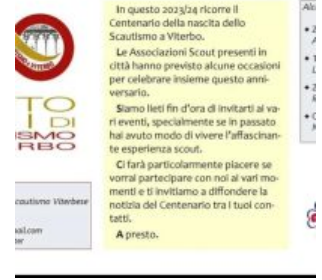 In questo 2023/24 ricorre il
Centenario della nascita dello
Scautismo a Viterbo.
Le Associazioni Scout presenti in
città hanno previsto alcune occasioni
per celebrare insieme questo anni-
versario.
Siamo lieti fin d'ora di invitarti ai va-
ri eventi, specialmente se in passato
hai avuto modo di vivere l'affascinan-
te esperienza scout.
Ci farà particolarmente piacere se
vorrai partecipare con noi ai vari mo-
menti e ti invitiamo a diffondere la
notizia del Centenario tra i tuoi con-
tatti.
A presto.
TO
I DI
ISMO
RBO
Scautismo Viterbese
mail.com
Alc